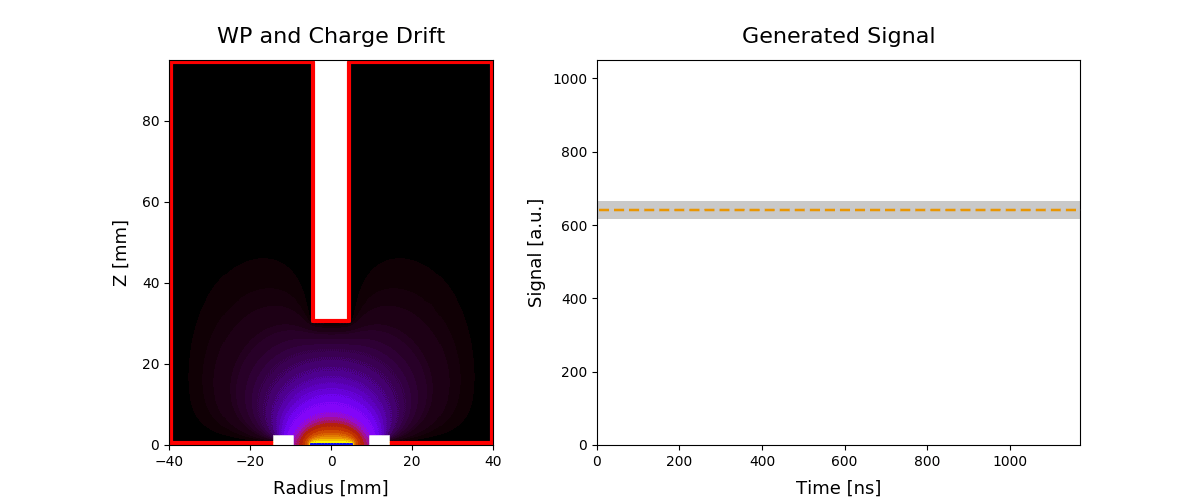 WP and Charge Drift
Z [mm]
80
60
40
20
0
−40 −20 0 20 40
Radius [mm]
Generated Signal
Signal [a.u.]
1000
800
600
400
200
0
0 200 400 600 800 1000
Time [ns]